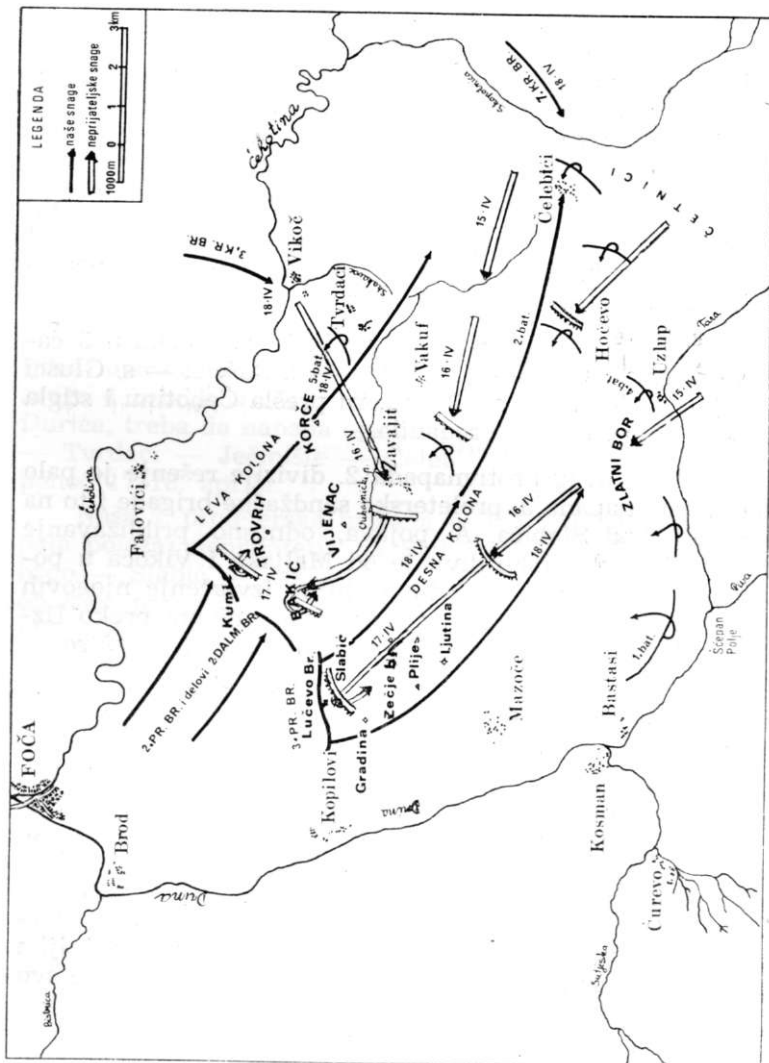 LEGENDA
naše snage
neprijateljske snage
1000m 0 1 2 3km
FOČA
Brod
Drina
Ćehotina
Falovići
Ćehotina
3. KR. BR.
18·IV
Vikoč
7. KR. BR.
18·IV
LEVA KOLONA
Kumle
TROVRH
17·IV
KORČE
5.bat.
18·IV
Tvrdaci
2.PR. BR. i delovi 2 DALM. BR.
16·IV
BAKIĆ
Zavajit
Vakuf
16·IV
15·IV
Čelebići
ČETNICI
3.PR. BR.
Lučevo Br.
Slabić
Kopilovi
Gradina
Zečje Br.
Plije
Ljutina
17·IV
18·IV
DESNA KOLONA
2.bat.
16·IV
18·IV
Hoćevo
4.bat.
Uzlup
15·IV
Tara
ZLATNI BOR
Drina
Mazoče
Bastasi
1.bat.
Šćepan
Polje
Piva
Kosman
Čurevo
Sutjeska